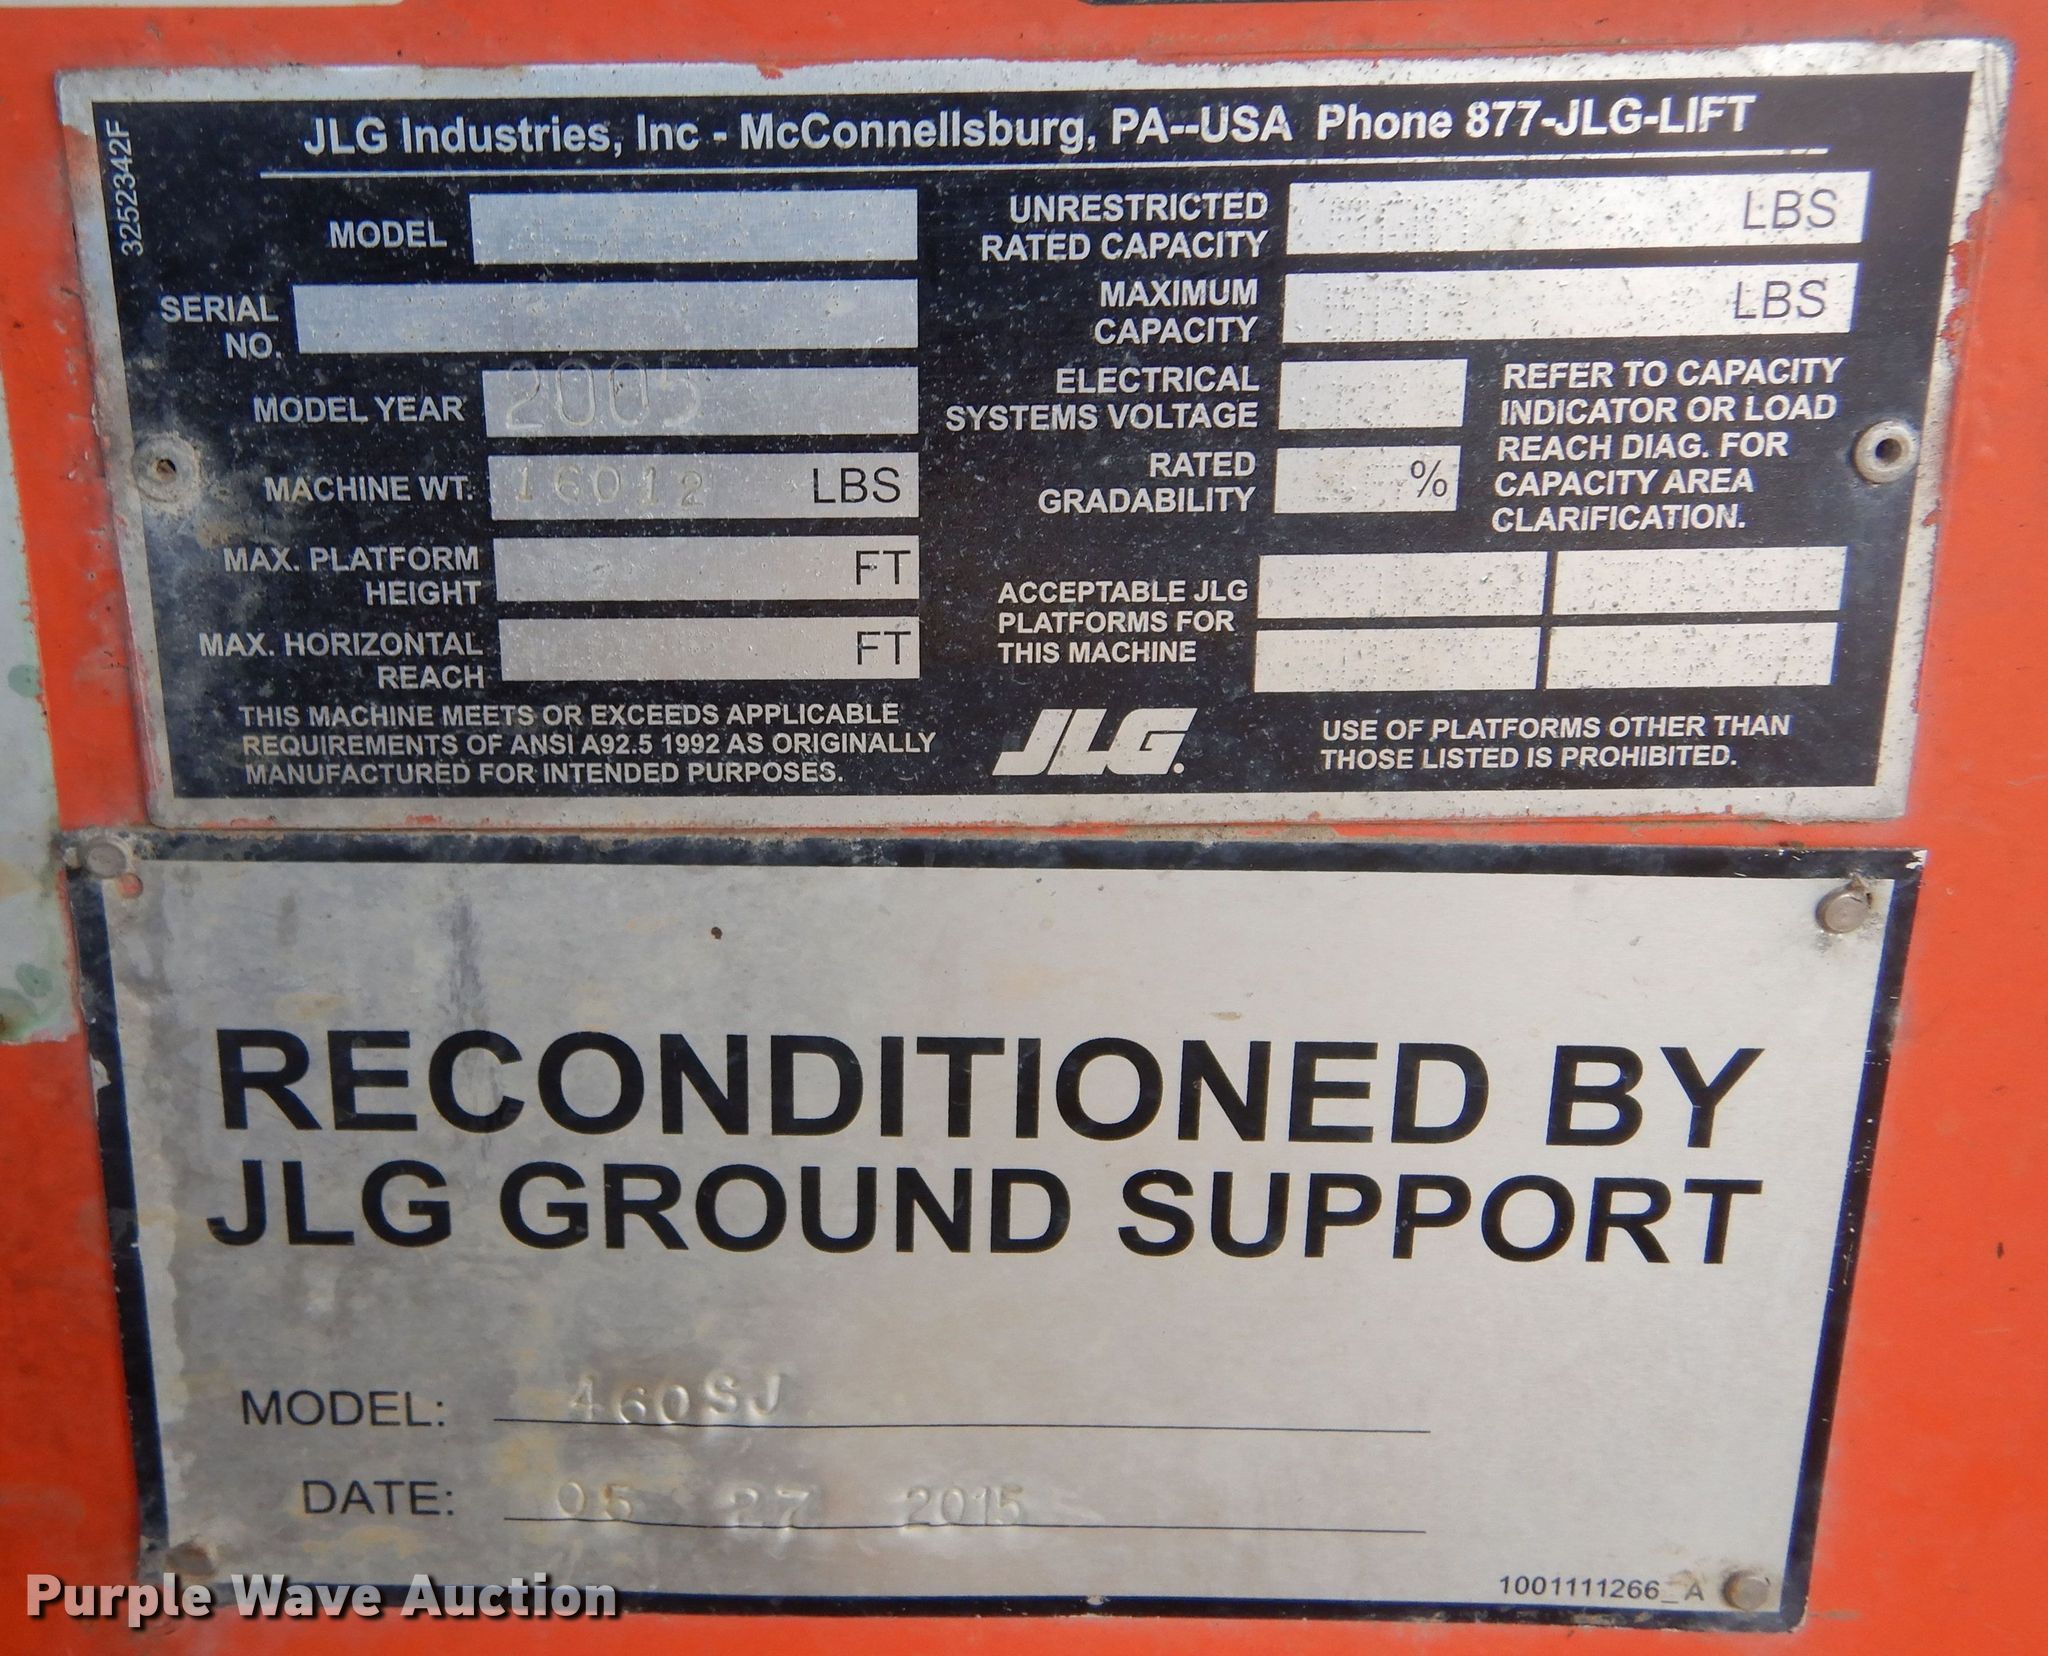 32523342F
JLG Industries, Inc - McConnellsburg, PA--USA Phone 877-JLG-LIFT
MODEL
SERIAL
NO.
MODEL YEAR 2005
MACHINE WT. 16012 LBS
MAX. PLATFORM
HEIGHT FT
MAX. HORIZONTAL
REACH FT
THIS MACHINE MEETS OR EXCEEDS APPLICABLE
REQUIREMENTS OF ANSI A92.5 1992 AS ORIGINALLY
MANUFACTURED FOR INTENDED PURPOSES.
UNRESTRICTED
RATED CAPACITY LBS
MAXIMUM
CAPACITY LBS
ELECTRICAL
SYSTEMS VOLTAGE
RATED
GRADABILITY %
REFER TO CAPACITY
INDICATOR OR LOAD
REACH DIAG. FOR
CAPACITY AREA
CLARIFICATION.
ACCEPTABLE JLG
PLATFORMS FOR
THIS MACHINE
JLG.
USE OF PLATFORMS OTHER THAN
THOSE LISTED IS PROHIBITED.
RECONDITIONED BY
JLG GROUND SUPPORT
MODEL: 460SJ
DATE: 05 27 2015
1001111266_A
Purple Wave Auction